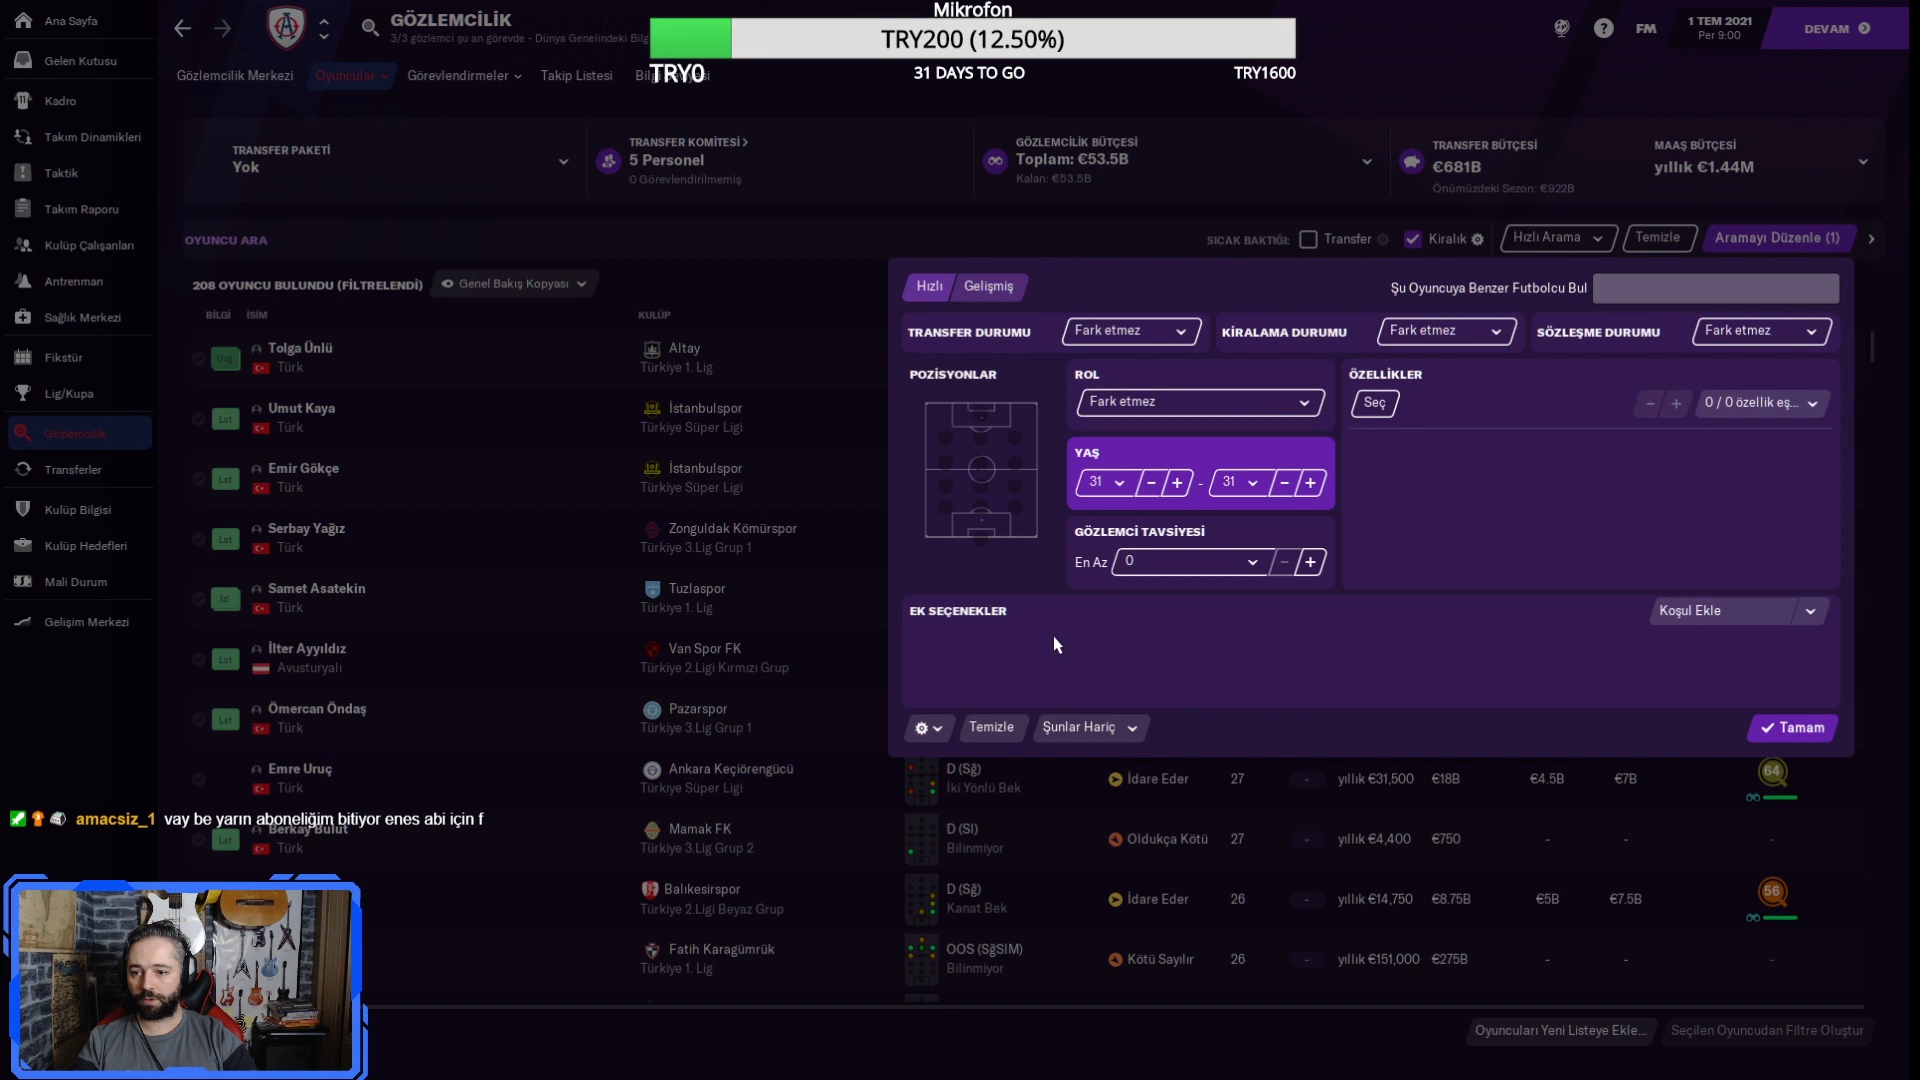 Ana Sayfa
Gelen Kutusu
Kadro
Takım Dinamikleri
Taktik
Takım Raporu
Kulüp Çalışanları
Antrenman
Sağlık Merkezi
Fikstür
Lig/Kupa
Gözlemcilik
Transferler
Kulüp Bilgisi
Kulüp Hedefleri
Mali Durum
Gelişim Merkezi
GÖZLEMCİLİK
3/3 gözlemci şu an görevde - Dünya Genelindeki Bilg
Mikrofon
TRY200 (12.50%)
TRY0
31 DAYS TO GO
TRY1600
FM
1 TEM 2021
Per 9:00
DEVAM
Gözlemcilik Merkezi
Oyuncular
Görevlendirmeler
Takip Listesi
TRANSFER PAKETİ
Yok
TRANSFER KOMİTESİ >
5 Personel
0 Görevlendirilmemiş
GÖZLEMCİLİK BÜTÇESİ
Toplam: €53.5B
Kalan: €53.5B
TRANSFER BÜTÇESİ
€681B
Önümüzdeki Sezon: €922B
MAAŞ BÜTÇESİ
yıllık €1.44M
OYUNCU ARA
SICAK BAKTIĞI:
Transfer
Kiralık
Hızlı Arama
Temizle
Aramayı Düzenle (1)
208 OYUNCU BULUNDU (FİLTRELENDİ)
Genel Bakış Kopyası
BİLGİ
İSİM
KULÜP
Tolga Ünlü
Türk
Altay
Türkiye 1. Lig
Lst
Umut Kaya
Türk
İstanbulspor
Türkiye Süper Ligi
Lst
Emir Gökçe
Türk
İstanbulspor
Türkiye Süper Ligi
Lst
Serbay Yağız
Türk
Zonguldak Kömürspor
Türkiye 3.Lig Grup 1
Samet Asatekin
Türk
Tuzlaspor
Türkiye 1. Lig
Lst
İlter Ayyıldız
Avusturyalı
Van Spor FK
Türkiye 2.Ligi Kırmızı Grup
Lst
Ömercan Öndaş
Türk
Pazarspor
Türkiye 3.Lig Grup 1
Emre Uruç
Türk
Ankara Keçiörengücü
Türkiye Süper Ligi
D (Sğ)
İki Yönlü Bek
İdare Eder
27
-
yıllık €31,500
€18B
€4.5B
€7B
64
Lst
Berkay Bulut
Türk
Mamak FK
Türkiye 3.Lig Grup 2
D (Sl)
Bilinmiyor
Oldukça Kötü
27
-
yıllık €4,400
€750
-
-
-
Balıkesirspor
Türkiye 2.Ligi Beyaz Grup
D (Sğ)
Kanat Bek
İdare Eder
26
-
yıllık €14,750
€8.75B
€5B
€7.5B
56
Fatih Karagümrük
Türkiye 1. Lig
OOS (SğSlM)
Bilinmiyor
Kötü Sayılır
26
-
yıllık €151,000
€275B
-
-
-
Hızlı
Gelişmiş
Şu Oyuncuya Benzer Futbolcu Bul
TRANSFER DURUMU
Fark etmez
KİRALAMA DURUMU
Fark etmez
SÖZLEŞME DURUMU
Fark etmez
POZİSYONLAR
ROL
Fark etmez
ÖZELLİKLER
Seç
- +
0 / 0 özellik eş...
YAŞ
31 - + - 31 - +
GÖZLEMCİ TAVSİYESİ
En Az 0 - +
EK SEÇENEKLER
Koşul Ekle
Temizle
Şunlar Hariç
Tamam
amacsiz_1 vay be yarın aboneliğim bitiyor enes abi için f
Oyuncuları Yeni Listeye Ekle...
Seçilen Oyuncudan Filtre Oluştur